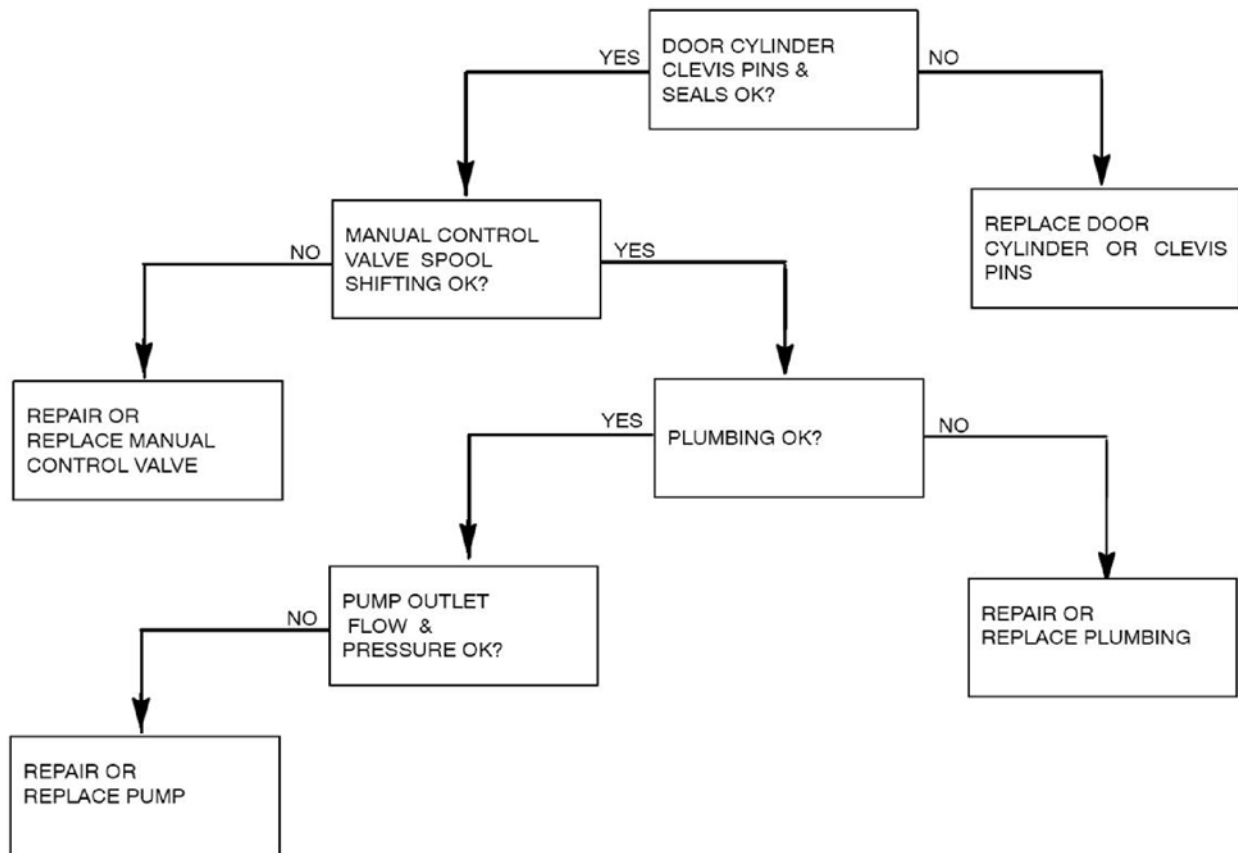 DOOR CYLINDER
CLEVIS PINS &
SEALS OK?
YES
NO
MANUAL CONTROL
VALVE SPOOL
SHIFTING OK?
NO
YES
REPLACE DOOR
CYLINDER OR CLEVIS
PINS
REPAIR OR
REPLACE MANUAL
CONTROL VALVE
PLUMBING OK?
YES
NO
PUMP OUTLET
FLOW &
PRESSURE OK?
NO
REPAIR OR
REPLACE PLUMBING
REPAIR OR
REPLACE PUMP